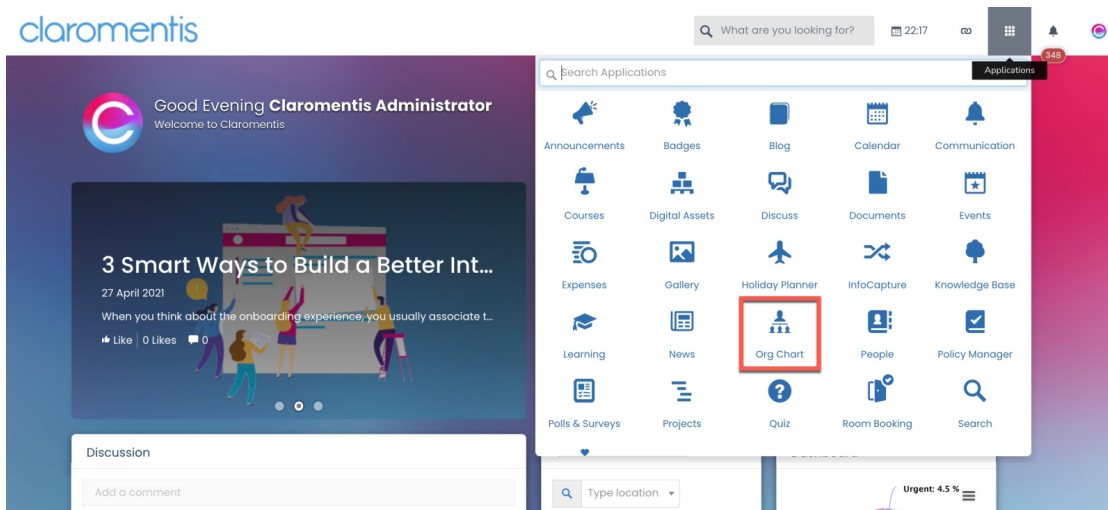 claromentis
What are you looking for?
22:17
348
Applications
Search Applications
Good Evening Claromentis Administrator
Welcome to Claromentis
Announcements
Badges
Blog
Calendar
Communication
Courses
Digital Assets
Discuss
Documents
Events
Expenses
Gallery
Holiday Planner
InfoCapture
Knowledge Base
Learning
News
Org Chart
People
Policy Manager
Polls & Surveys
Projects
Quiz
Room Booking
Search
3 Smart Ways to Build a Better Int...
27 April 2021
When you think about the onboarding experience, you usually associate t...
Like 0 Likes 0
Discussion
Add a comment
Type location
Urgent: 4.5 %